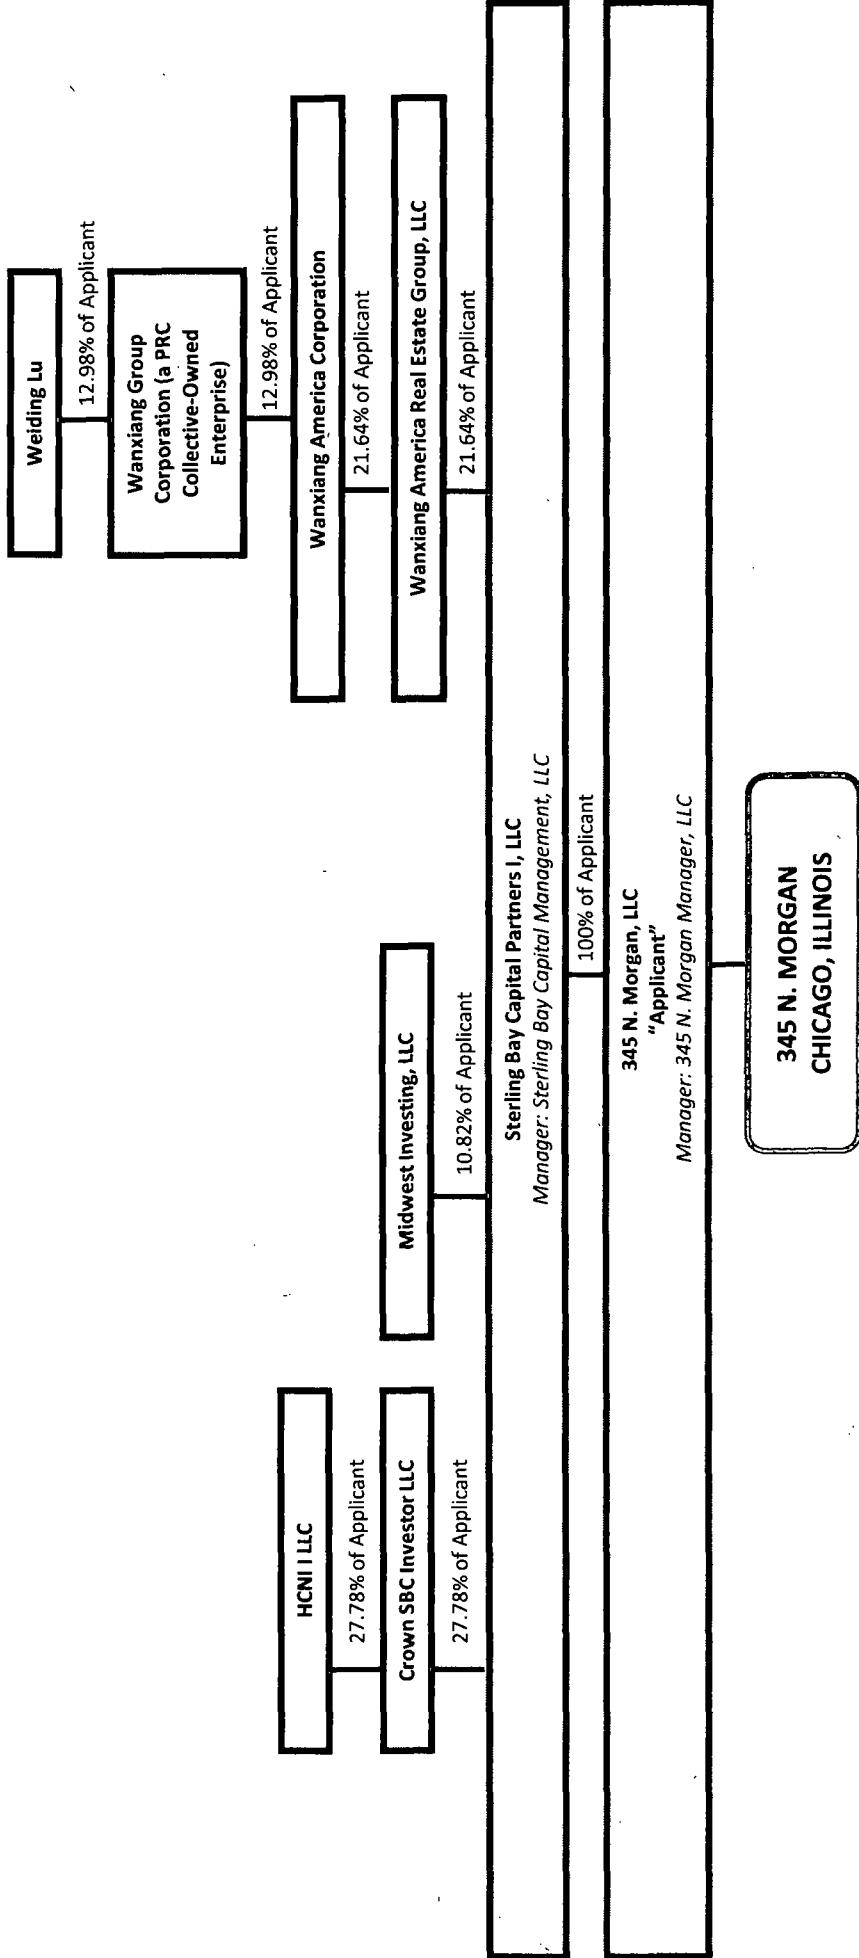 Weiding Lu
12.98% of Applicant
Wanxiang Group
Corporation (a PRC
Collective-Owned
Enterprise)
12.98% of Applicant
HCNI I LLC
Wanxiang America Corporation
27.78% of Applicant
21.64% of Applicant
Crown SBC Investor LLC
Midwest Investing, LLC
Wanxiang America Real Estate Group, LLC
27.78% of Applicant
10.82% of Applicant
21.64% of Applicant
Sterling Bay Capital Partners I, LLC
Manager: Sterling Bay Capital Management, LLC
100% of Applicant
345 N. Morgan, LLC
"Applicant"
Manager: 345 N. Morgan Manager, LLC
345 N. MORGAN
CHICAGO, ILLINOIS